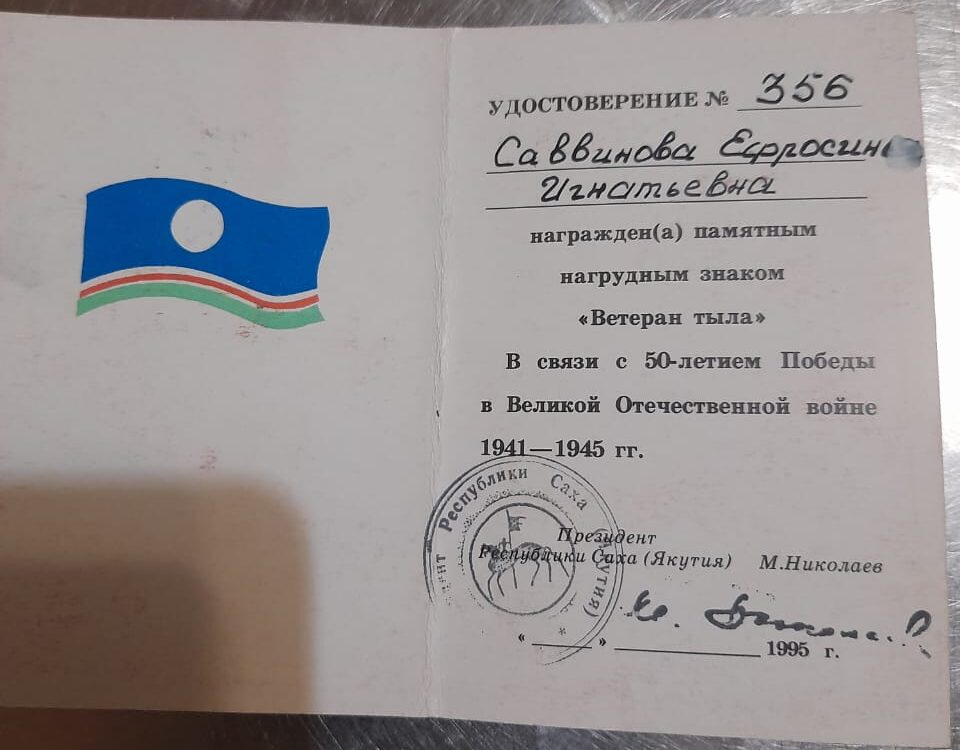 УДОСТОВЕРЕНИЕ № 356
Саввинова Ефросин
Игнатьевна
награжден(а) памятным
нагрудным знаком
«Ветеран тыла»
В связи с 50-летием Победы
в Великой Отечественной войне
1941—1945 гг.
Республики Саха (Якутия)
Президент
Республики Саха (Якутия) М.Николаев
« » 1995 г.